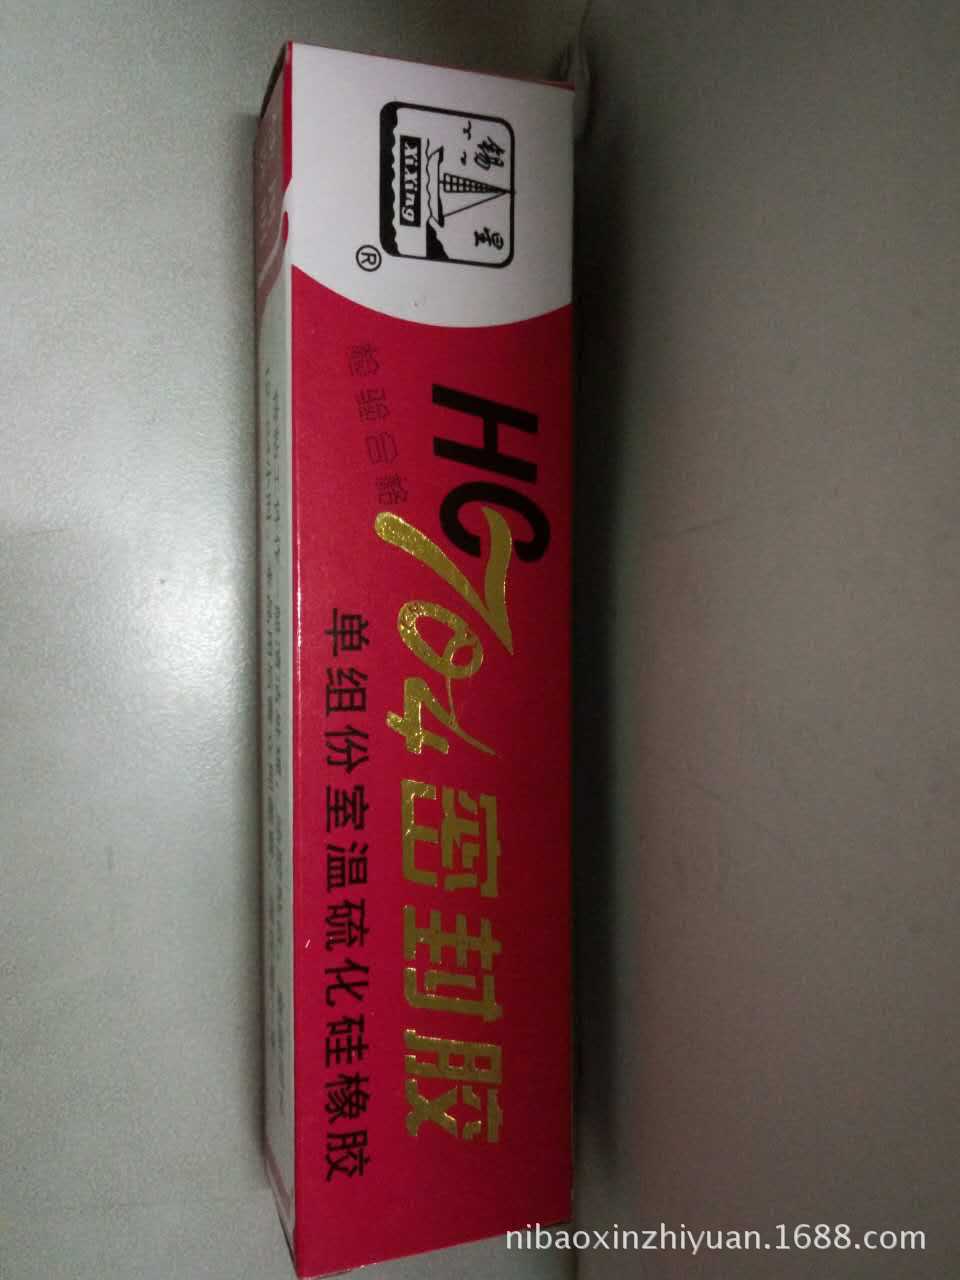 锡星
XiXing
®
检验合格
HC704密封胶
单组份室温硫化硅橡胶
nibaoxinzhiyuan.1688.com